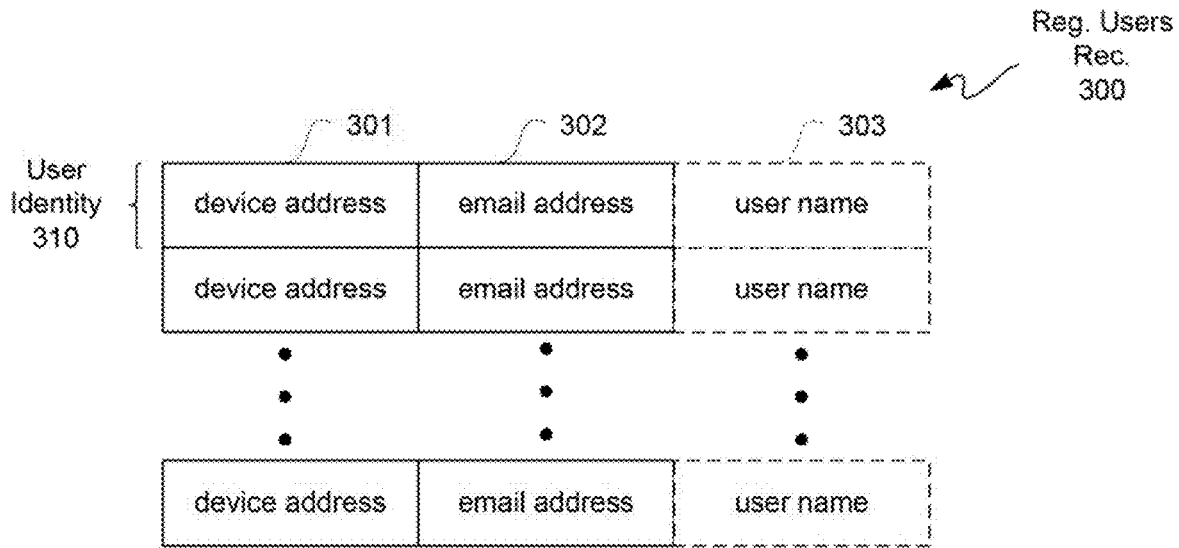 Reg. Users
Rec.
300
301
302
303
User
Identity
310
device address
email address
user name
device address
email address
user name
device address
email address
user name